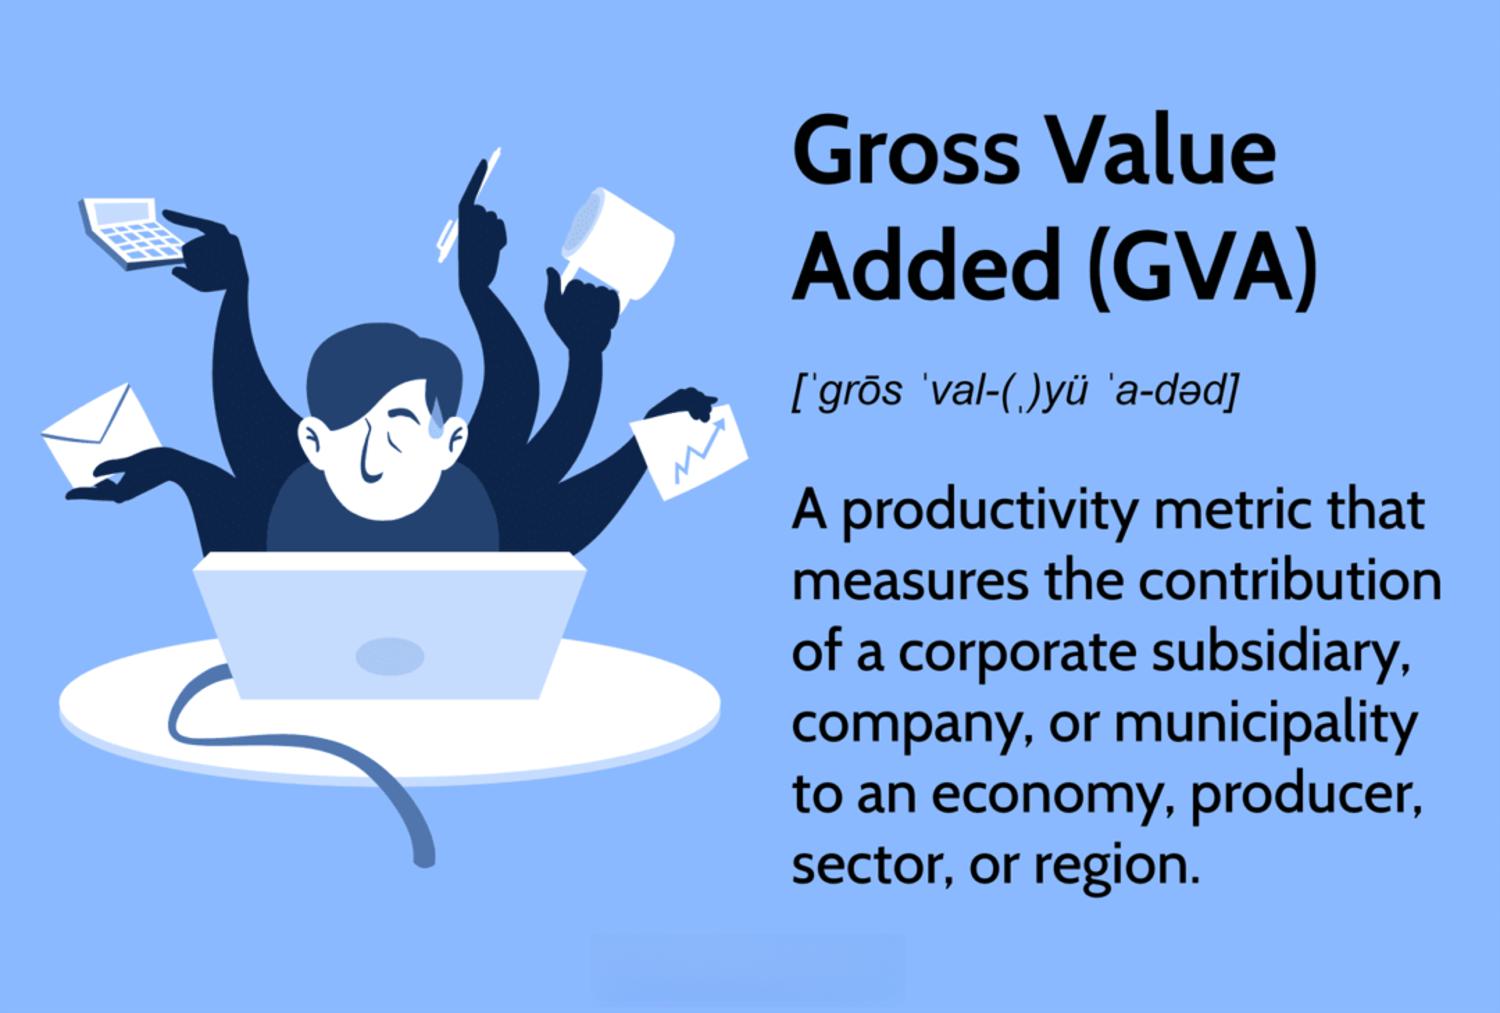 Gross Value
Added (GVA)
[ˈgrōs ˈval-(ˌ)yü ˈa-dəd]
A productivity metric that
measures the contribution
of a corporate subsidiary,
company, or municipality
to an economy, producer,
sector, or region.